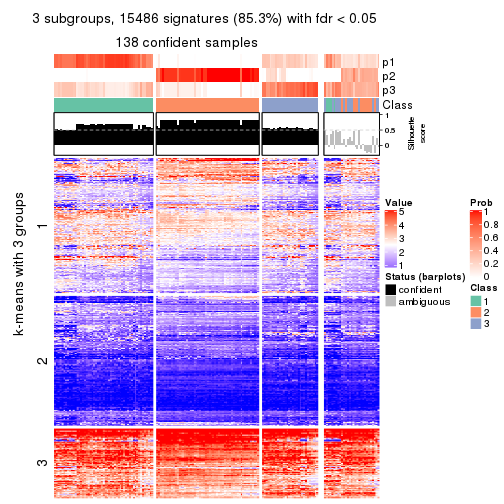 3 subgroups, 15486 signatures (85.3%) with fdr < 0.05
138 confident samples
p1
p2
p3
Class
1
0.5
0
Silhouette
score
k-means with 3 groups
1
2
3
Value
5
4
3
2
1
Status (barplots)
confident
ambiguous
Prob
1
0.8
0.6
0.4
0.2
0
Class
1
2
3